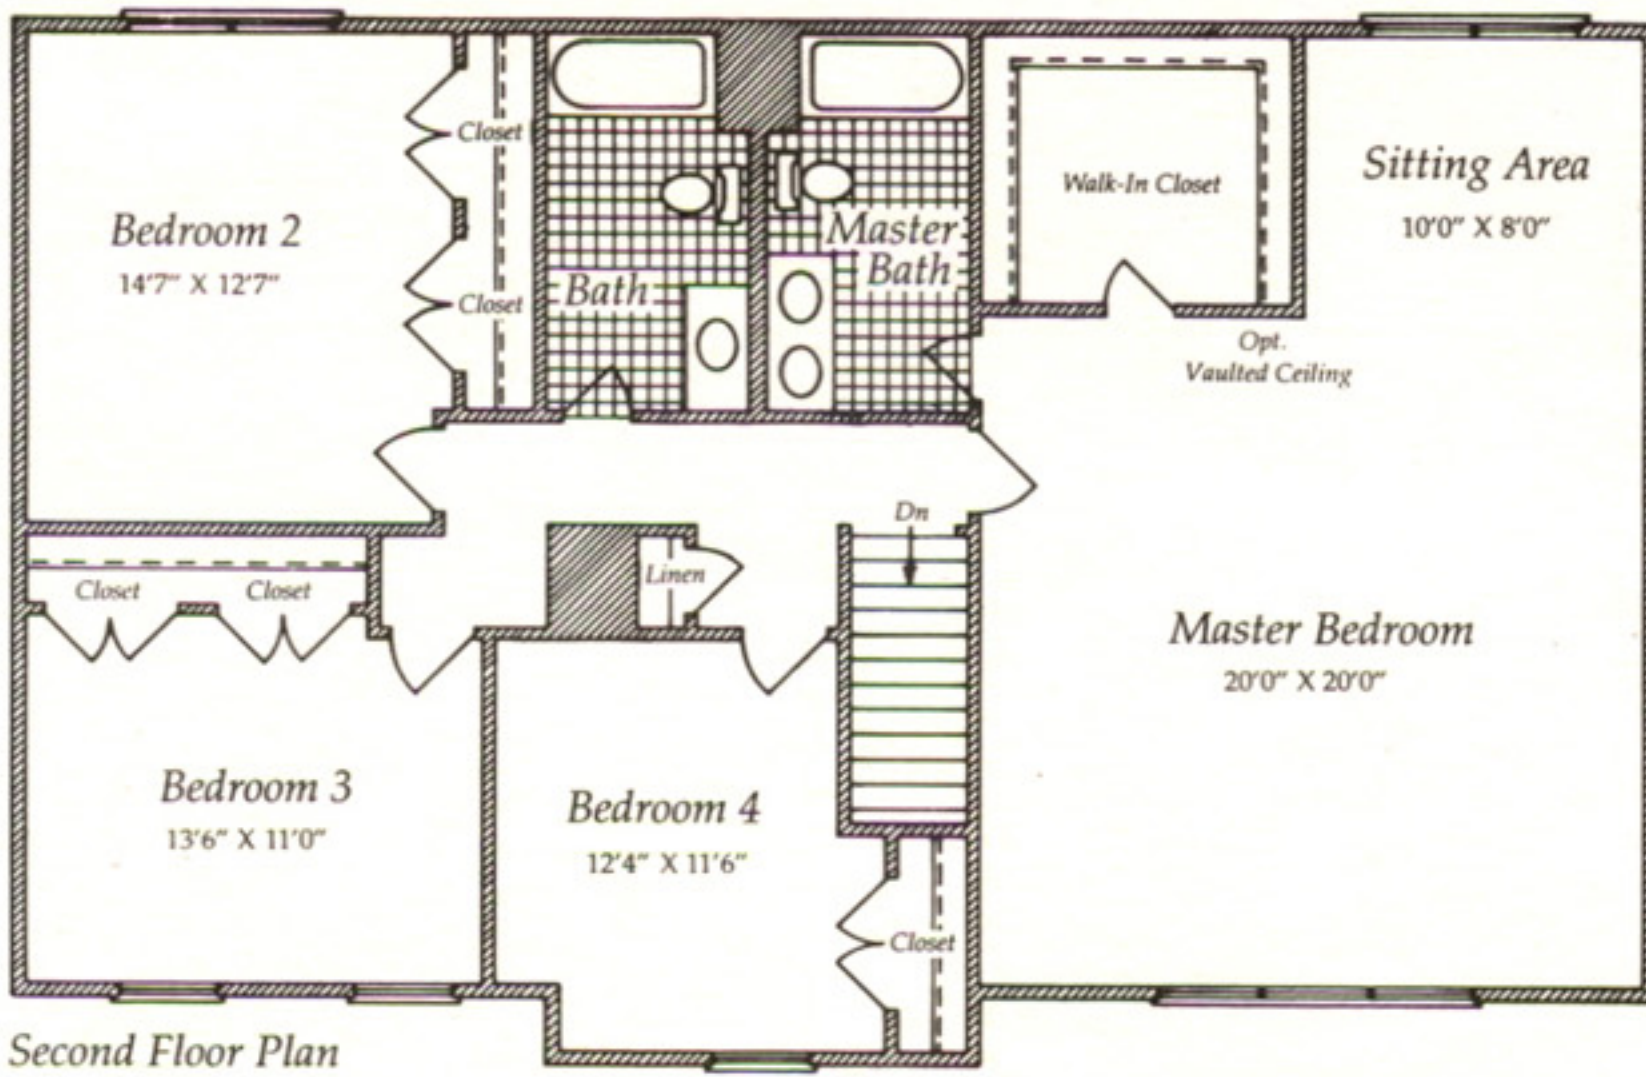 Closet
Bedroom 2
14'7" X 12'7"
Closet
Bath
Master
Bath
Walk-In Closet
Sitting Area
10'0" X 8'0"
Opt.
Vaulted Ceiling
Dn
Linen
Closet
Closet
Master Bedroom
20'0" X 20'0"
Bedroom 3
13'6" X 11'0"
Bedroom 4
12'4" X 11'6"
Closet
Second Floor Plan